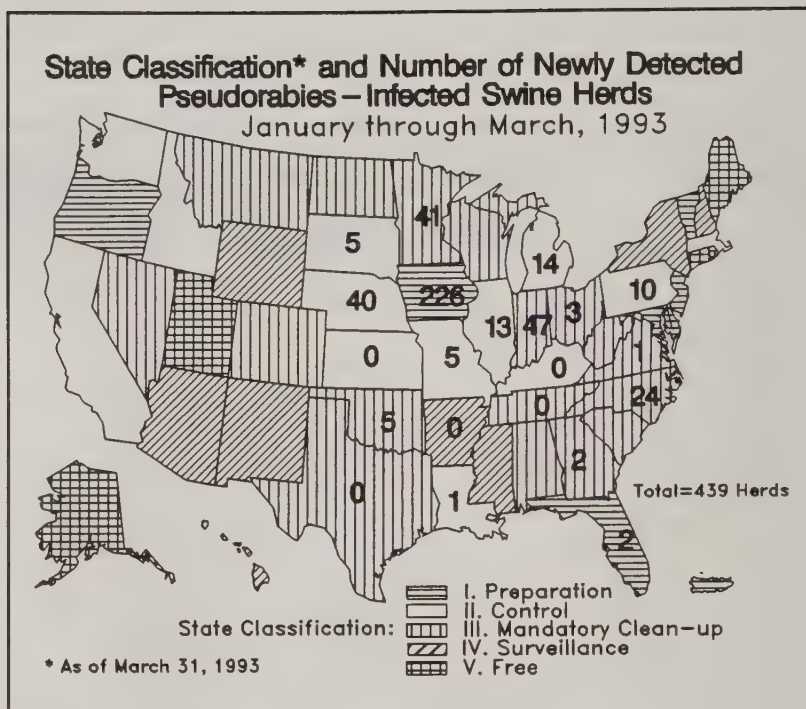 State Classification* and Number of Newly Detected
Pseudorabies – Infected Swine Herds
January through March, 1993
41
5
14
226
40
10
13
47
3
0
5
0
1
0
24
5
0
2
0
1
2
Total=439 Herds
I. Preparation
II. Control
State Classification:
III. Mandatory Clean-up
IV. Surveillance
* As of March 31, 1993
V. Free